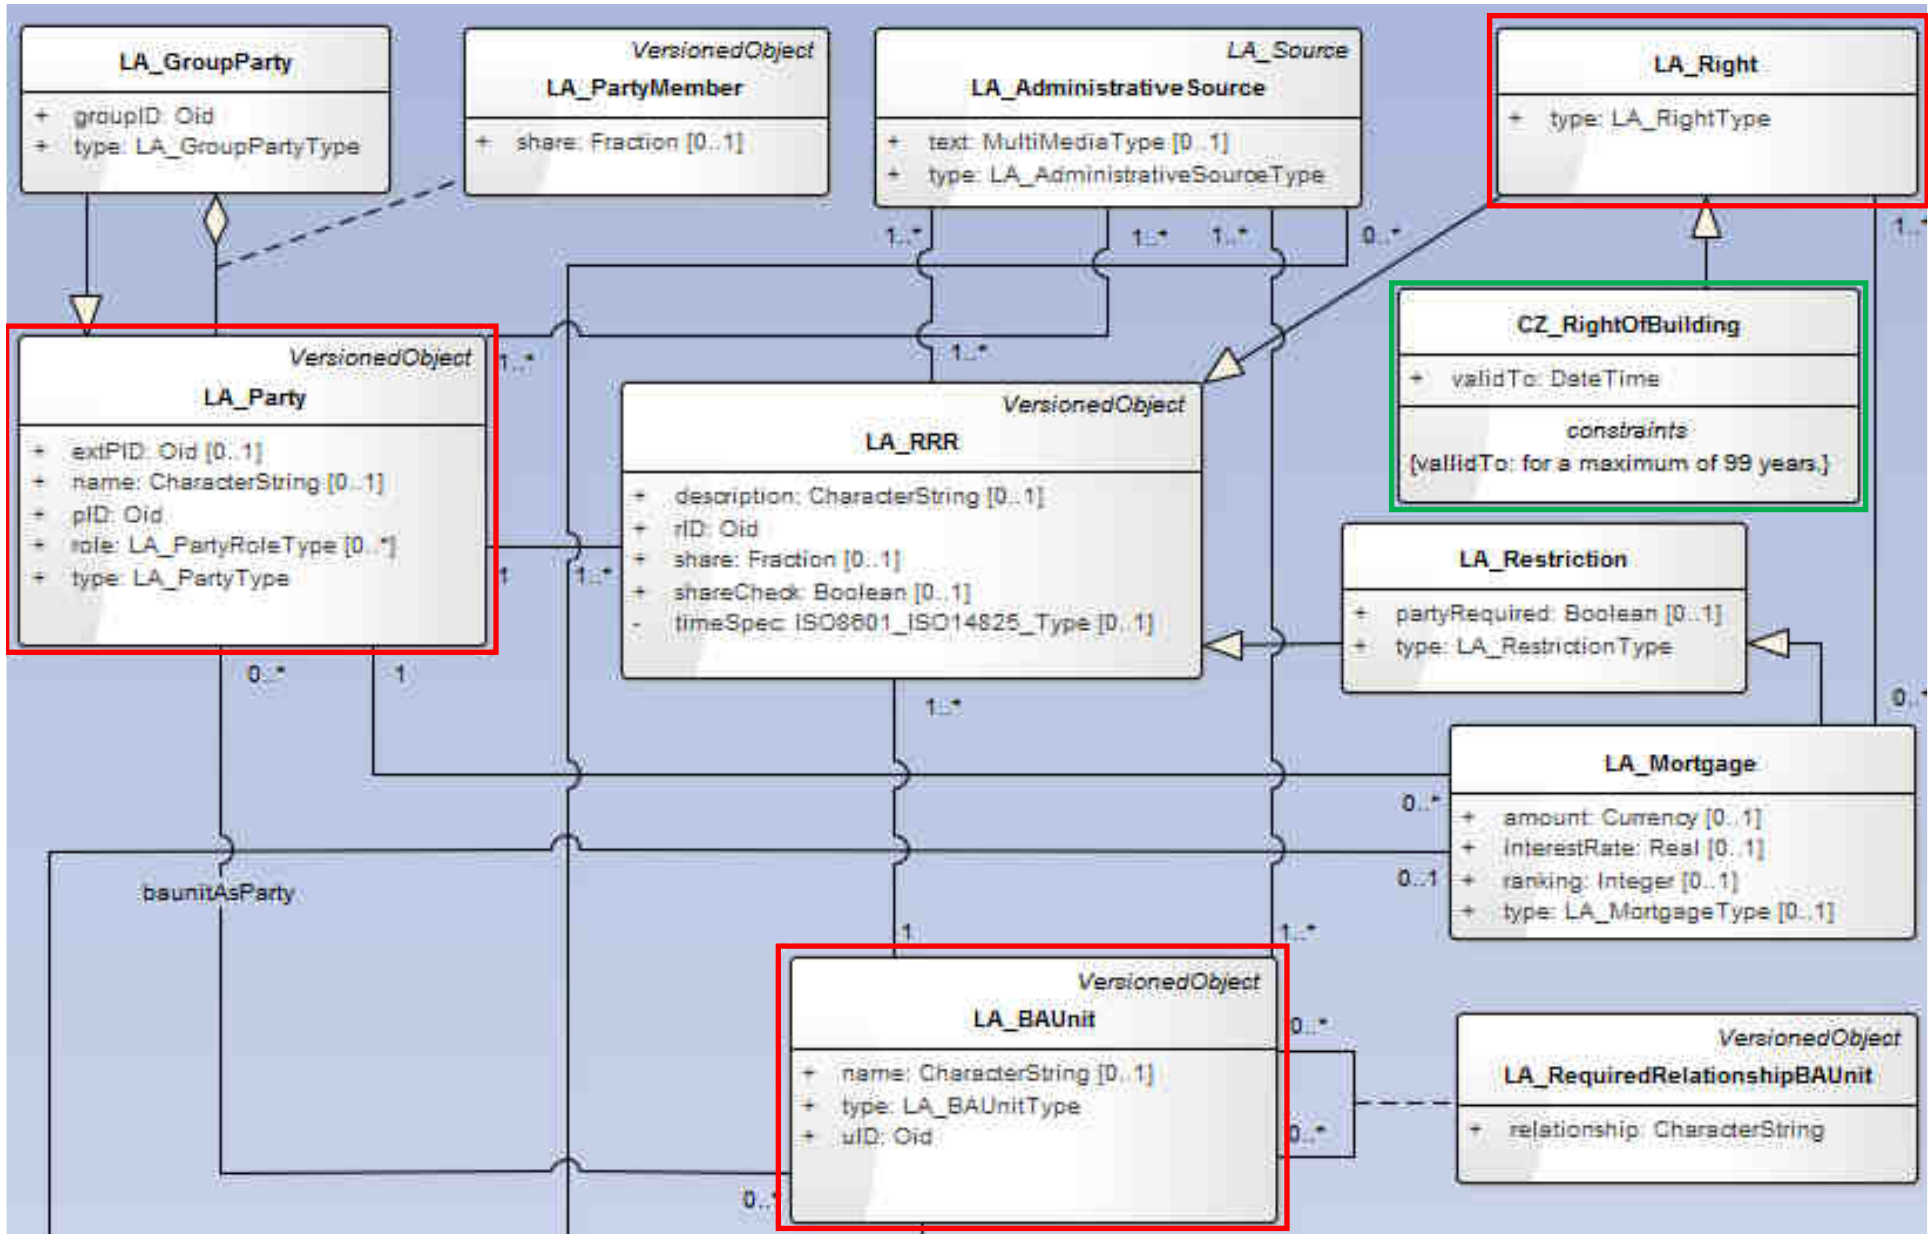 LA_GroupParty
+ groupID: Oid
+ type: LA_GroupPartyType
VersionedObject
LA_PartyMember
+ share: Fraction [0..1]
LA_Source
LA_AdministrativeSource
+ text: MultiMediaType [0..1]
+ type: LA_AdministrativeSourceType
LA_Right
+ type: LA_RightType
1..*
1..*
1..*
0..*
1..*
CZ_RightOfBuilding
+ validTo: DateTime
constraints
{vallidTo: for a maximum of 99 years.}
VersionedObject
LA_Party
+ extPID: Oid [0..1]
+ name: CharacterString [0..1]
+ pID: Oid
+ role: LA_PartyRoleType [0..*]
+ type: LA_PartyType
1..*
1..*
VersionedObject
LA_RRR
+ description: CharacterString [0..1]
+ rID: Oid
+ share: Fraction [0..1]
+ shareCheck: Boolean [0..1]
- timeSpec: ISO8601_ISO14825_Type [0..1]
1
1..*
LA_Restriction
+ partyRequired: Boolean [0..1]
+ type: LA_RestrictionType
0..*
1
1..*
0..*
LA_Mortgage
+ amount: Currency [0..1]
+ interestRate: Real [0..1]
+ ranking: Integer [0..1]
+ type: LA_MortgageType [0..1]
0..*
0..1
baunitAsParty
1
1..*
VersionedObject
LA_BAUnit
+ name: CharacterString [0..1]
+ type: LA_BAUnitType
+ uID: Oid
0..*
0..*
0..*
VersionedObject
LA_RequiredRelationshipBAUnit
+ relationship: CharacterString